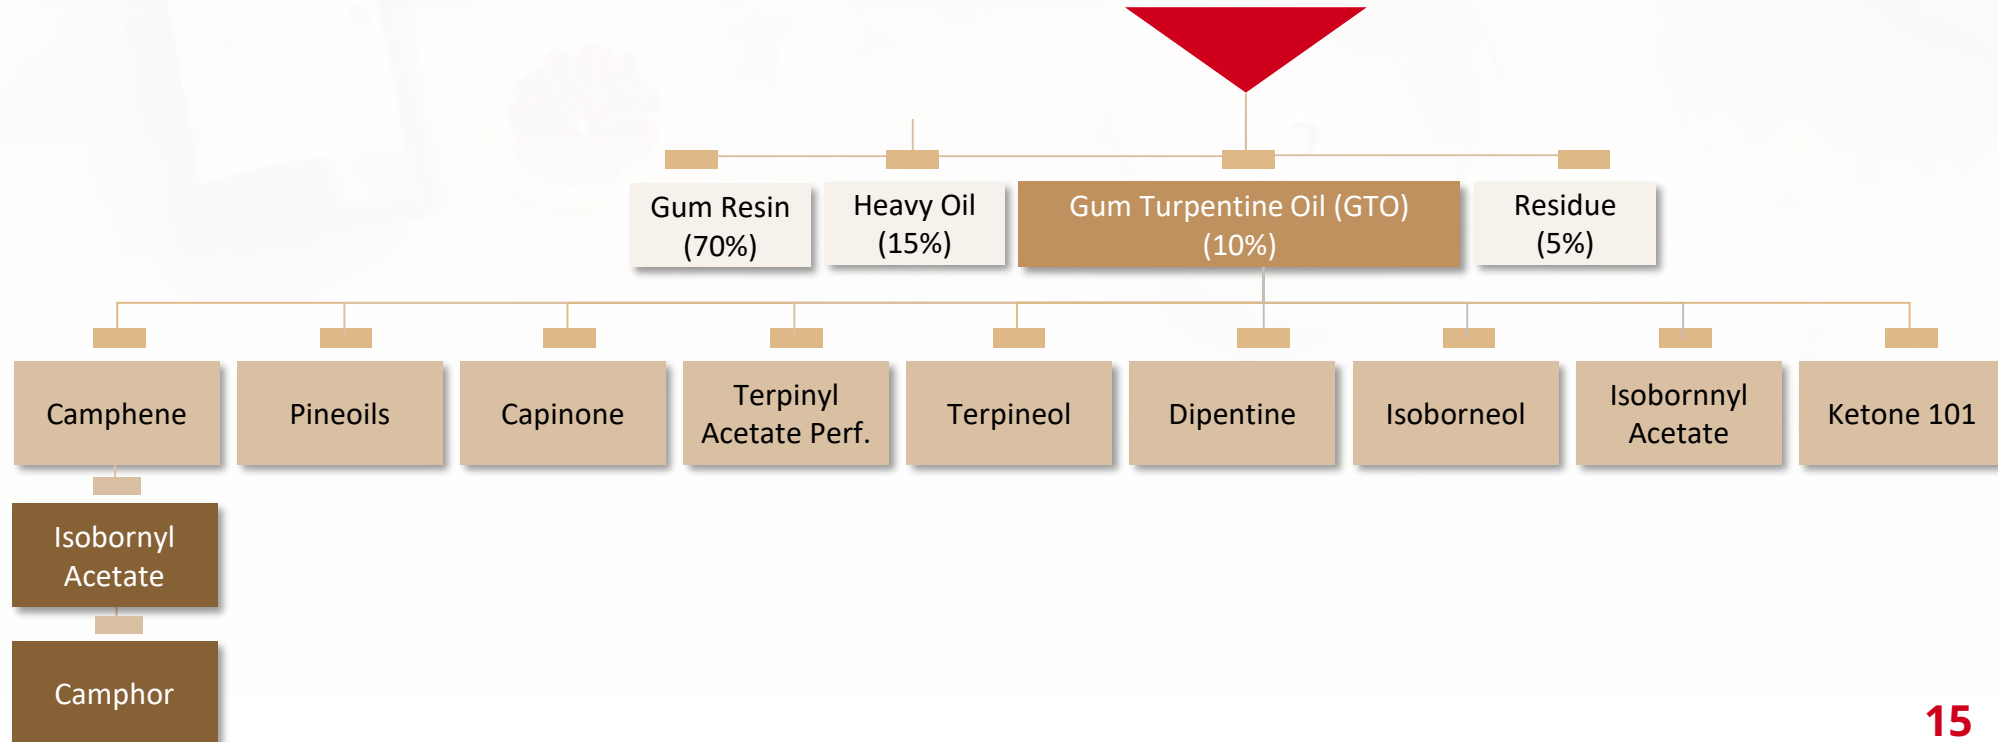 Gum Resin
(70%)
Heavy Oil
(15%)
Gum Turpentine Oil (GTO)
(10%)
Residue
(5%)
Camphene
Pineoils
Capinone
Terpinyl
Acetate Perf.
Terpineol
Dipentine
Isoborneol
Isobornnyl
Acetate
Ketone 101
Isobornyl
Acetate
Camphor
15